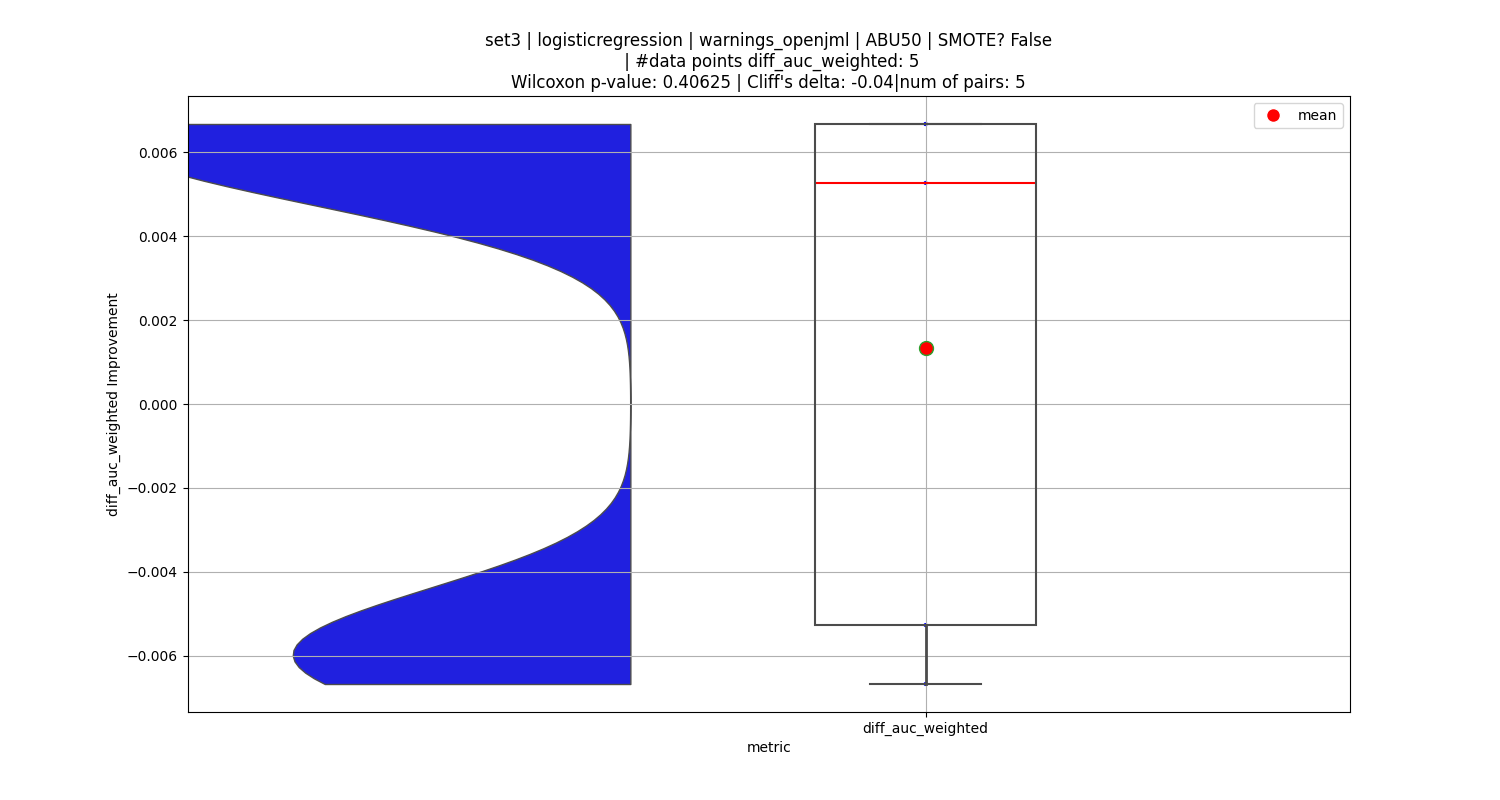 set3 | logisticregression | warnings_openjml | ABU50 | SMOTE? False
| #data points diff_auc_weighted: 5
Wilcoxon p-value: 0.40625 | Cliff's delta: -0.04|num of pairs: 5
mean
0.006
0.004
0.002
0.000
−0.002
−0.004
−0.006
diff_auc_weighted Improvement
diff_auc_weighted
metric